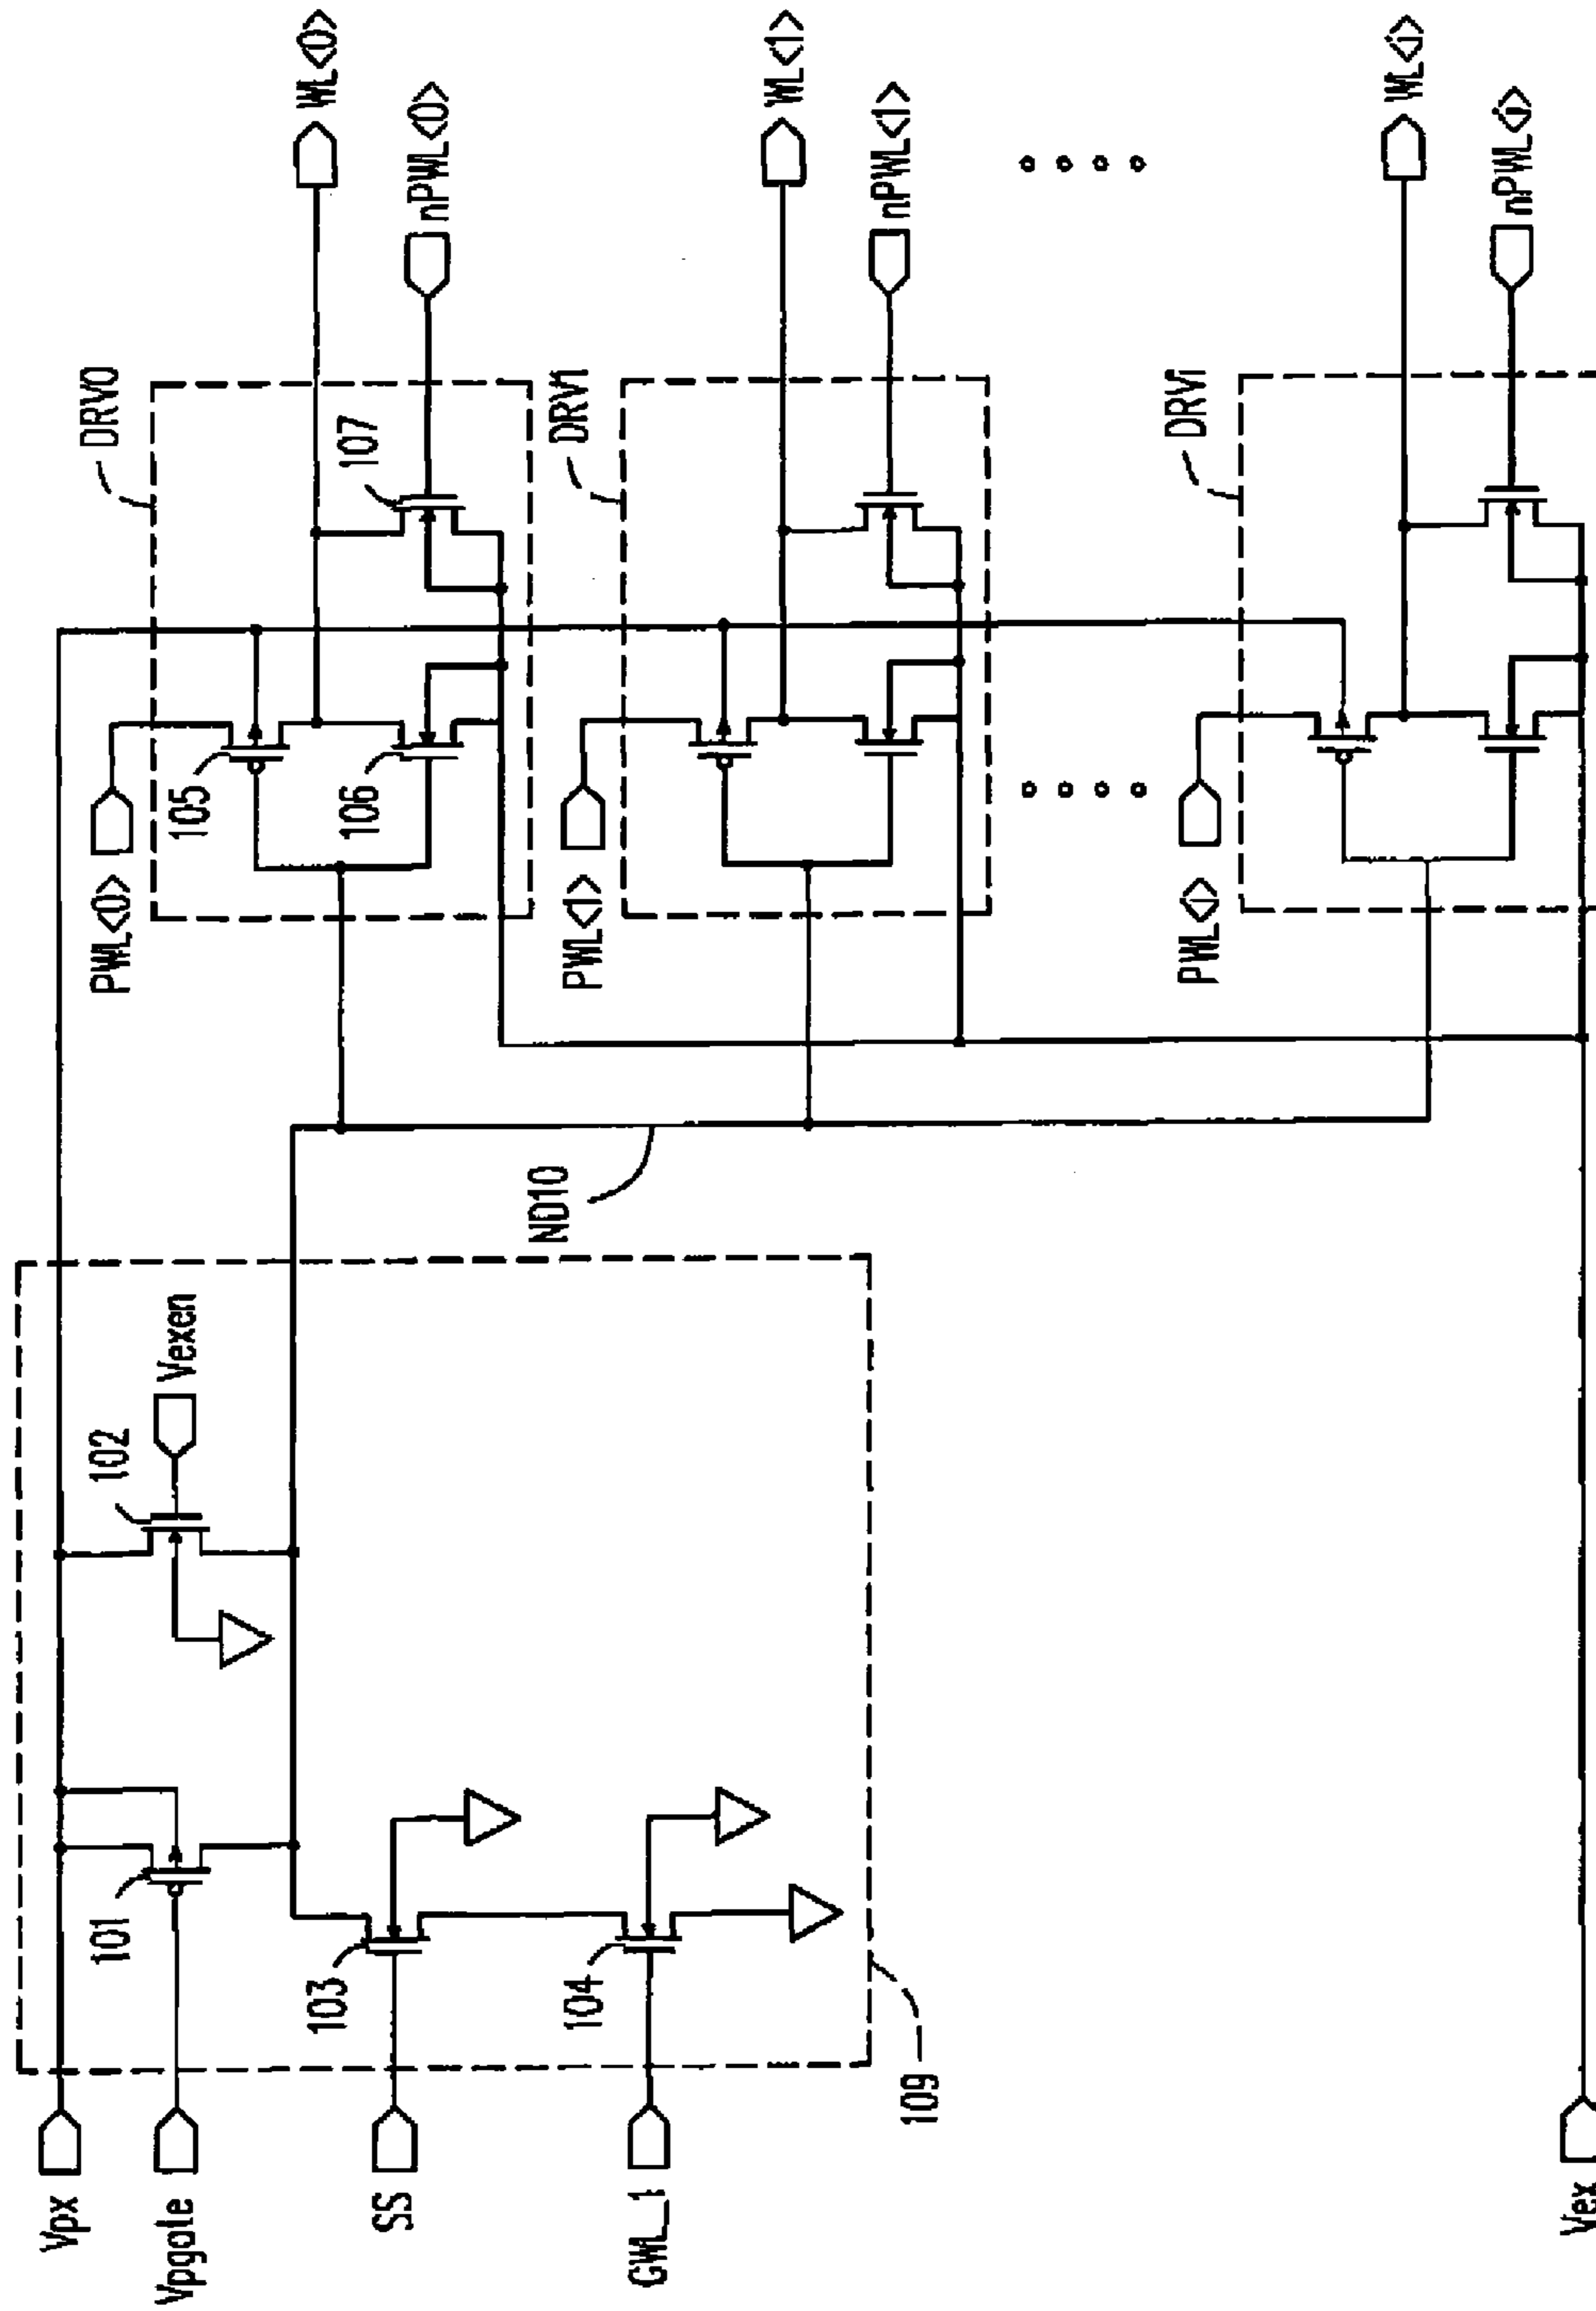 Vpx
Vpgate
SS
GWL_1
Vex
109
101
102
103
104
Vexen
ND10
PWL<0>
105
106
107
DRV0
WL<0>
nPWL<0>
PWL<1>
DRV1
WL<1>
nPWL<1>
PWL<i>
DRVi
WL<i>
nPWL<i>